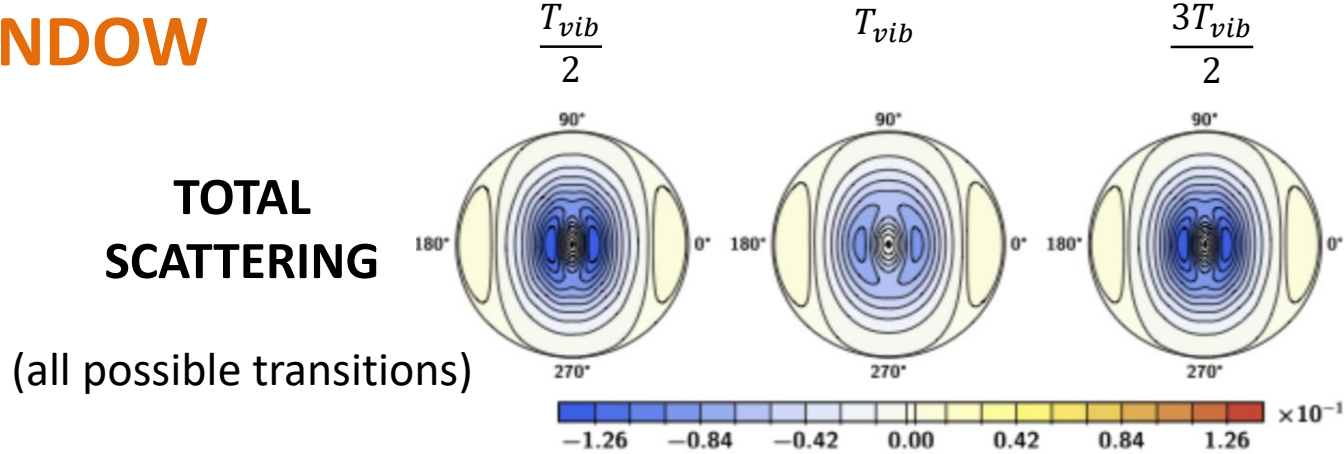 NDOW
T_vib/2 T_vib 3T_vib/2
90° 90° 90°
TOTAL
SCATTERING
180° 0° 180° 0° 180° 0°
(all possible transitions)
270° 270° 270°
×10⁻¹
−1.26 −0.84 −0.42 0.00 0.42 0.84 1.26